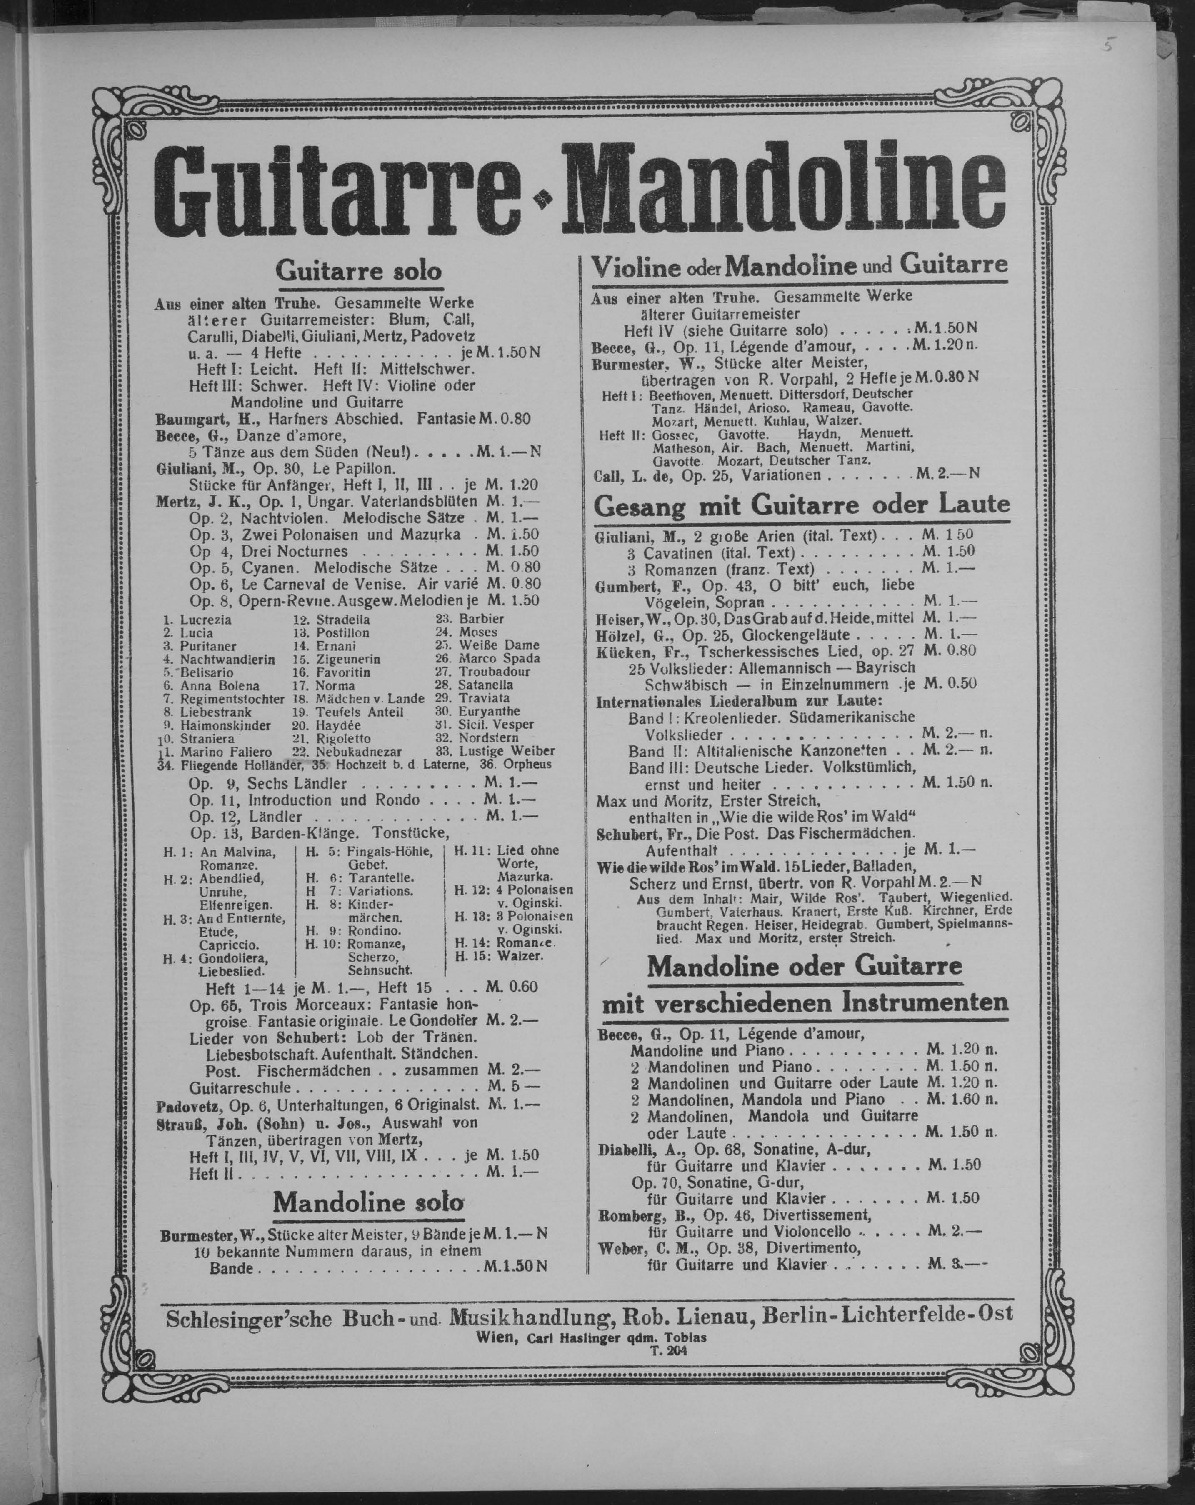 5
Guitarre ⬥ Mandoline
Guitarre solo
Aus einer alten Truhe. Gesammelte Werke
älterer Guitarremeister: Blum, Call,
Carulli, Diabelli, Giuliani, Mertz, Padovetz
u. a. — 4 Hefte . . . . . . . . . . . je M. 1.50 N
Heft I: Leicht. Heft II: Mittelschwer.
Heft III: Schwer. Heft IV: Violine oder
Mandoline und Guitarre
Baumgart, H., Harfners Abschied. Fantasie M. 0.80
Becce, G., Danze d'amore,
5 Tänze aus dem Süden (Neu!) . . . . . M. 1.— N
Giuliani, M., Op. 30, Le Papillon.
Stücke für Anfänger, Heft I, II, III . . je M. 1.20
Mertz, J. K., Op. 1, Ungar. Vaterlandsblüten M. 1.—
Op. 2, Nachtviolen. Melodische Sätze . M. 1.—
Op. 3, Zwei Polonaisen und Mazurka . M. 1.50
Op 4, Drei Nocturnes . . . . . . . . . M. 1.50
Op. 5, Cyanen. Melodische Sätze . . . M. 0.80
Op. 6, Le Carneval de Venise. Air varié M. 0.80
Op. 8, Opern-Revue. Ausgew. Melodien je M. 1.50
1. Lucrezia 12. Stradella 23. Barbier
2. Lucia 13. Postillon 24. Moses
3. Puritaner 14. Ernani 25. Weiße Dame
4. Nachtwandlerin 15. Zigeunerin 26. Marco Spada
5. Belisario 16. Favoritin 27. Troubadour
6. Anna Bolena 17. Norma 28. Satanella
7. Regimentstochter 18. Mädchen v. Lande 29. Traviata
8. Liebestrank 19. Teufels Anteil 30. Euryanthe
9. Haimonskinder 20. Haydée 31. Sicil. Vesper
10. Straniera 21. Rigoletto 32. Nordstern
11. Marino Faliero 22. Nebukadnezar 33. Lustige Weiber
34. Fliegende Holländer, 35. Hochzeit b. d Laterne, 36. Orpheus
Op. 9, Sechs Ländler . . . . . . . . . M. 1.—
Op. 11, Introduction und Rondo . . . . M. 1.—
Op. 12, Ländler . . . . . . . . . . . . . M. 1.—
Op. 13, Barden-Klänge. Tonstücke,
H. 1: An Malvina, H. 5: Fingals-Höhle, H. 11: Lied ohne
Romanze. Gebet. Worte,
H. 2: Abendlied, H. 6: Tarantelle. Mazurka.
Unruhe, H 7: Variations. H. 12: 4 Polonaisen
Elfenreigen. H. 8: Kinder- v. Oginski.
H. 3: An d Entfernte, märchen. H. 13: 3 Polonaisen
Etude, H. 9: Rondino. v. Oginski.
Capriccio. H. 10: Romanze, H. 14: Romance.
H. 4: Gondoliera, Scherzo, H. 15: Walzer.
Liebeslied. Sehnsucht.
Heft 1—14 je M. 1.—, Heft 15 . . . M. 0.60
Op. 65, Trois Morceaux: Fantasie hon-
groise. Fantasie originale. Le Gondolier M. 2.—
Lieder von Schubert: Lob der Tränen.
Liebesbotschaft. Aufenthalt. Ständchen.
Post. Fischermädchen . . zusammen M. 2.—
Guitarreschule . . . . . . . . . . . . . . M. 5 —
Padovetz, Op. 6, Unterhaltungen, 6 Originalst. M. 1.—
Strauß, Joh. (Sohn) u. Jos., Auswahl von
Tänzen, übertragen von Mertz,
Heft I, III, IV, V, VI, VII, VIII, IX . . . je M. 1.50
Heft II . . . . . . . . . . . . . . . . . . M. 1.—
Mandoline solo
Burmester, W., Stücke alter Meister, 9 Bände je M. 1.— N
10 bekannte Nummern daraus, in einem
Bande . . . . . . . . . . . . . . . . . M. 1.50 N
Violine oder Mandoline und Guitarre
Aus einer alten Truhe. Gesammelte Werke
älterer Guitarremeister
Heft IV (siehe Guitarre solo) . . . . . . M. 1.50 N
Becce, G., Op. 11, Légende d'amour, . . . . M. 1.20 n.
Burmester, W., Stücke alter Meister,
übertragen von R. Vorpahl, 2 Hefte je M. 0.80 N
Heft I: Beethoven, Menuett. Dittersdorf, Deutscher
Tanz. Händel, Arioso. Rameau, Gavotte.
Mozart, Menuett. Kuhlau, Walzer.
Heft II: Gossec, Gavotte. Haydn, Menuett.
Matheson, Air. Bach, Menuett. Martini,
Gavotte. Mozart, Deutscher Tanz.
Call, L. de, Op. 25, Variationen . . . . . . . M. 2.— N
Gesang mit Guitarre oder Laute
Giuliani, M., 2 große Arien (ital. Text) . . . M. 1 50
3 Cavatinen (ital. Text) . . . . . . . . . M. 1.50
3 Romanzen (franz. Text) . . . . . . . M. 1.—
Gumbert, F., Op. 43, O bitt' euch, liebe
Vögelein, Sopran . . . . . . . . . . . M. 1.—
Heiser, W., Op. 30, Das Grab auf d. Heide, mittel M. 1.—
Hölzel, G., Op. 25, Glockengeläute . . . . . M. 1.—
Kücken, Fr., Tscherkessisches Lied, op. 27 M. 0.80
25 Volkslieder: Allemannisch — Bayrisch
Schwäbisch — in Einzelnummern . je M. 0.50
Internationales Liederalbum zur Laute:
Band I: Kreolenlieder. Südamerikanische
Volkslieder . . . . . . . . . . . . . . M. 2.— n.
Band II: Altitalienische Kanzonetten . . M. 2.— n.
Band III: Deutsche Lieder. Volkstümlich,
ernst und heiter . . . . . . . . . . . M. 1.50 n.
Max und Moritz, Erster Streich,
enthalten in „Wie die wilde Ros' im Wald“
Schubert, Fr., Die Post. Das Fischermädchen.
Aufenthalt . . . . . . . . . . . . . je M. 1.—
Wie die wilde Ros' im Wald. 15 Lieder, Balladen,
Scherz und Ernst, übertr. von R. Vorpahl M. 2.— N
Aus dem Inhalt: Mair, Wilde Ros'. Taubert, Wiegenlied.
Gumbert, Vaterhaus. Kranert, Erste Kuß. Kirchner, Erde
braucht Regen. Heiser, Heidegrab. Gumbert, Spielmanns-
lied. Max und Moritz, erster Streich.
Mandoline oder Guitarre
mit verschiedenen Instrumenten
Becce, G., Op. 11, Légende d'amour,
Mandoline und Piano . . . . . . . . . . M. 1.20 n.
2 Mandolinen und Piano . . . . . . . . M. 1.50 n.
2 Mandolinen und Guitarre oder Laute M. 1.20 n.
2 Mandolinen, Mandola und Piano . . M. 1.60 n.
2 Mandolinen, Mandola und Guitarre
oder Laute . . . . . . . . . . . . . . M. 1.50 n.
Diabelli, A., Op. 68, Sonatine, A-dur,
für Guitarre und Klavier . . . . . . . M. 1.50
Op. 70, Sonatine, G-dur,
für Guitarre und Klavier . . . . . . . M. 1.50
Romberg, B., Op. 46, Divertissement,
für Guitarre und Violoncello . . . . . . M. 2.—
Weber, C. M., Op. 38, Divertimento,
für Guitarre und Klavier . . . . . . . M. 3.—
Schlesinger'sche Buch- und Musikhandlung, Rob. Lienau, Berlin-Lichterfelde-Ost
Wien, Carl Haslinger qdm. Tobias
T. 204